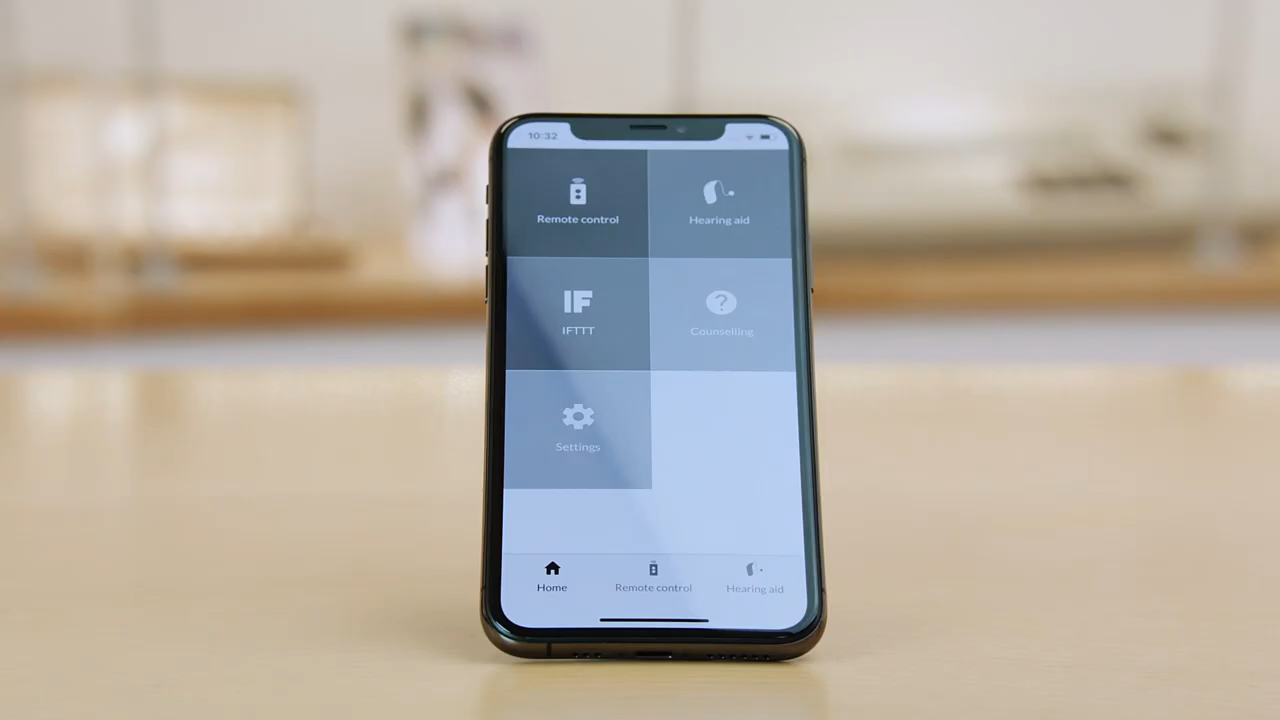 10:32
Remote control
Hearing aid
IF
IFTTT
?
Counselling
Settings
Home
Remote control
Hearing aid